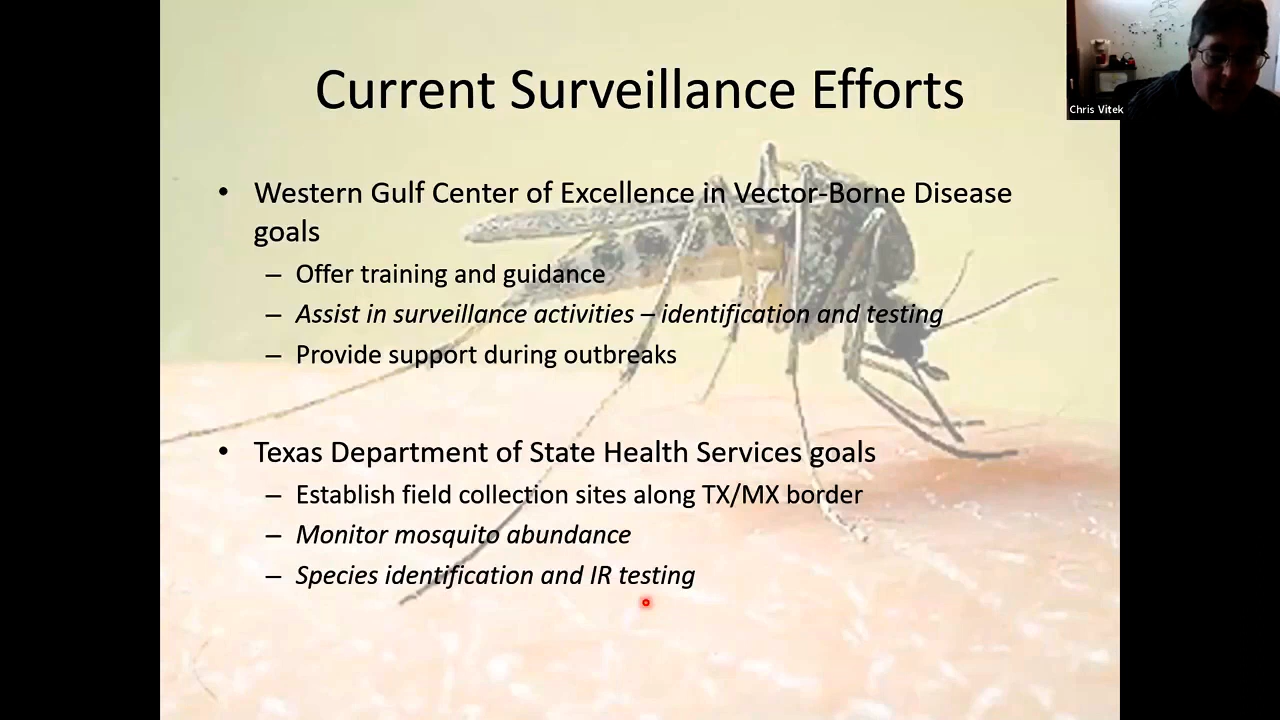 Current Surveillance Efforts
Chris Vitek
• Western Gulf Center of Excellence in Vector-Borne Disease
goals
– Offer training and guidance
– Assist in surveillance activities – identification and testing
– Provide support during outbreaks
• Texas Department of State Health Services goals
– Establish field collection sites along TX/MX border
– Monitor mosquito abundance
– Species identification and IR testing